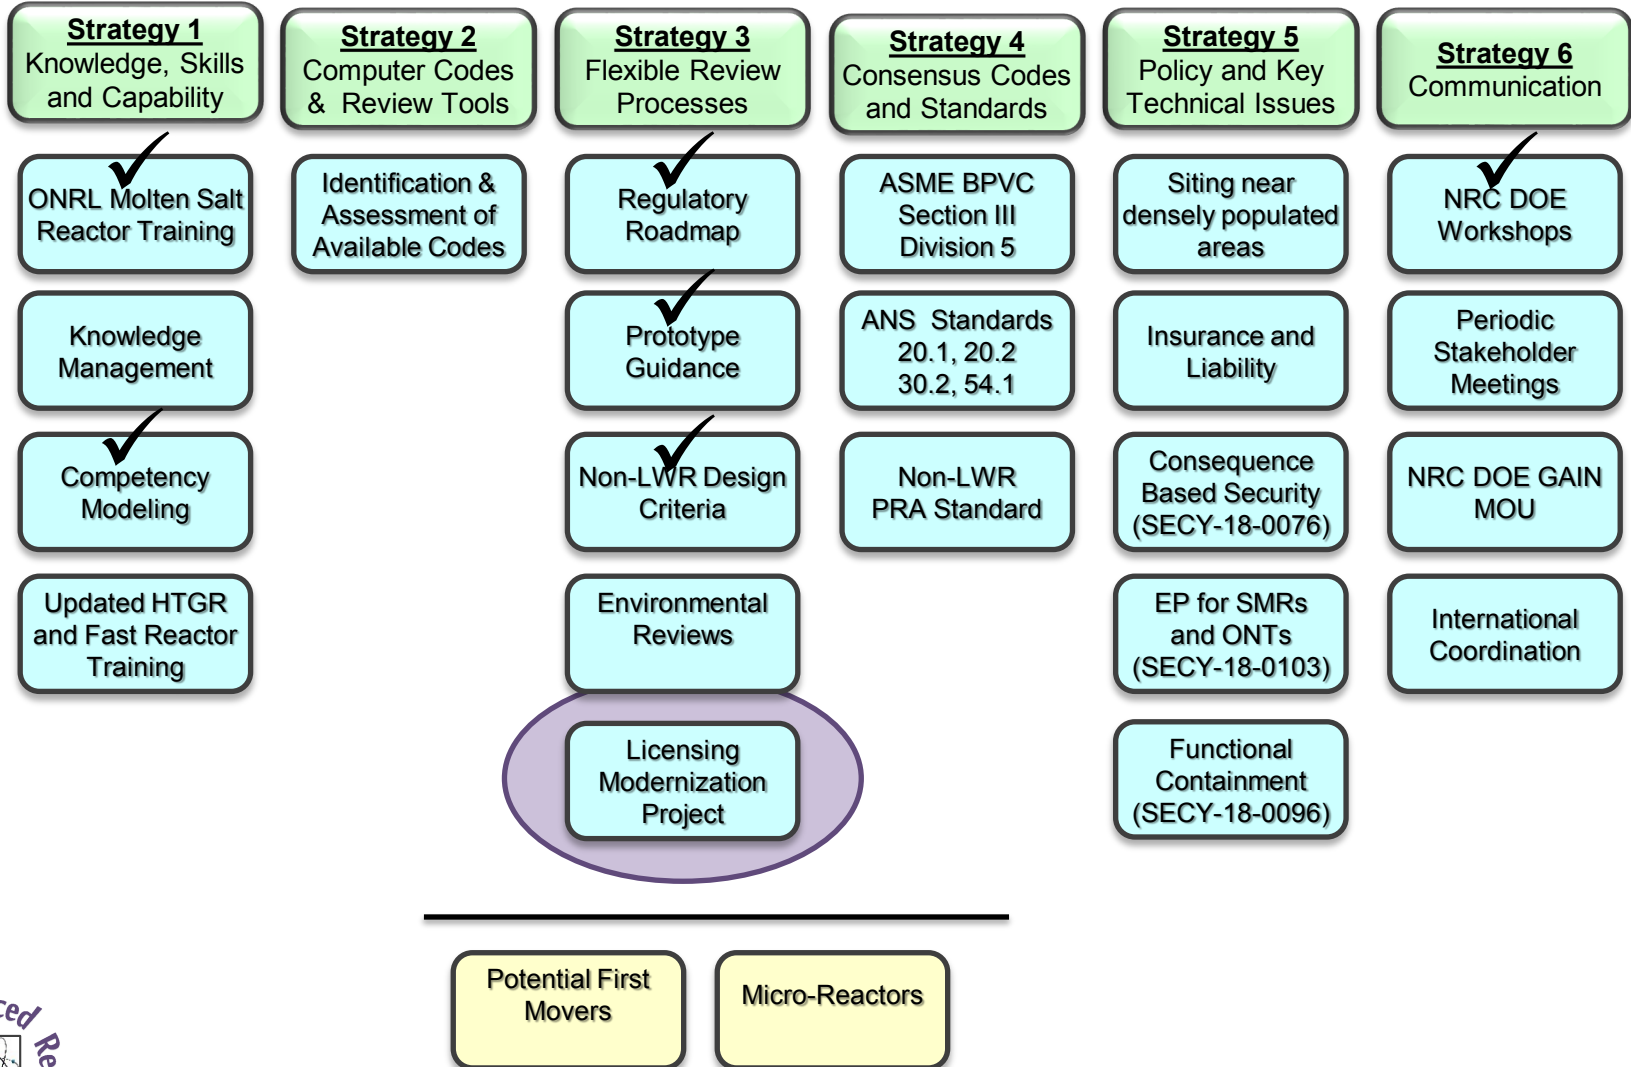 Strategy 1
Knowledge, Skills
and Capability
ONRL Molten Salt
Reactor Training
Knowledge
Management
Competency
Modeling
Updated HTGR
and Fast Reactor
Training
Strategy 2
Computer Codes
& Review Tools
Identification &
Assessment of
Available Codes
Strategy 3
Flexible Review
Processes
Regulatory
Roadmap
Prototype
Guidance
Non-LWR Design
Criteria
Environmental
Reviews
Licensing
Modernization
Project
Strategy 4
Consensus Codes
and Standards
ASME BPVC
Section III
Division 5
ANS Standards
20.1, 20.2
30.2, 54.1
Non-LWR
PRA Standard
Strategy 5
Policy and Key
Technical Issues
Siting near
densely populated
areas
Insurance and
Liability
Consequence
Based Security
(SECY-18-0076)
EP for SMRs
and ONTs
(SECY-18-0103)
Functional
Containment
(SECY-18-0096)
Strategy 6
Communication
NRC DOE
Workshops
Periodic
Stakeholder
Meetings
NRC DOE GAIN
MOU
International
Coordination
Potential First
Movers
Micro-Reactors